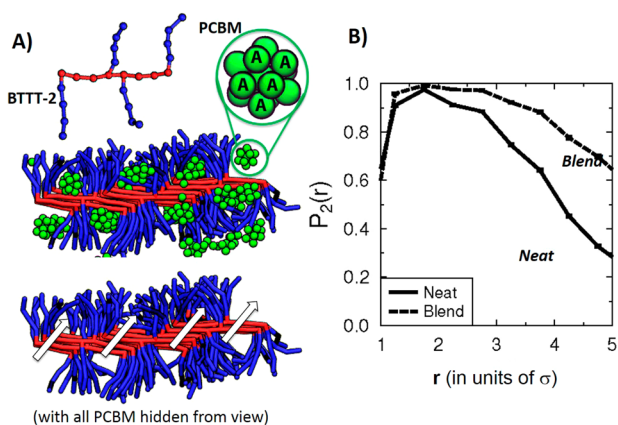 A)
PCBM
BTTT-2
A
A
A
A
A
(with all PCBM hidden from view)
B)
P2(r)
1.0
0.8
0.6
0.4
0.2
0.0
Blend
Neat
Neat
Blend
1
2
3
4
5
r (in units of σ)